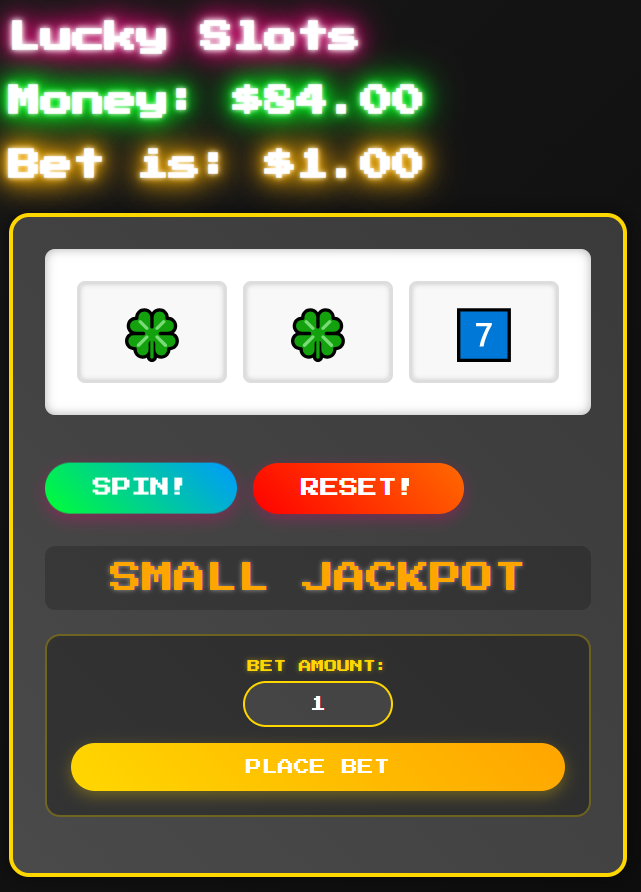 Lucky Slots
Money: $84.00
Bet is: $1.00
7
SPIN! RESET!
SMALL JACKPOT
BET AMOUNT:
1
PLACE BET